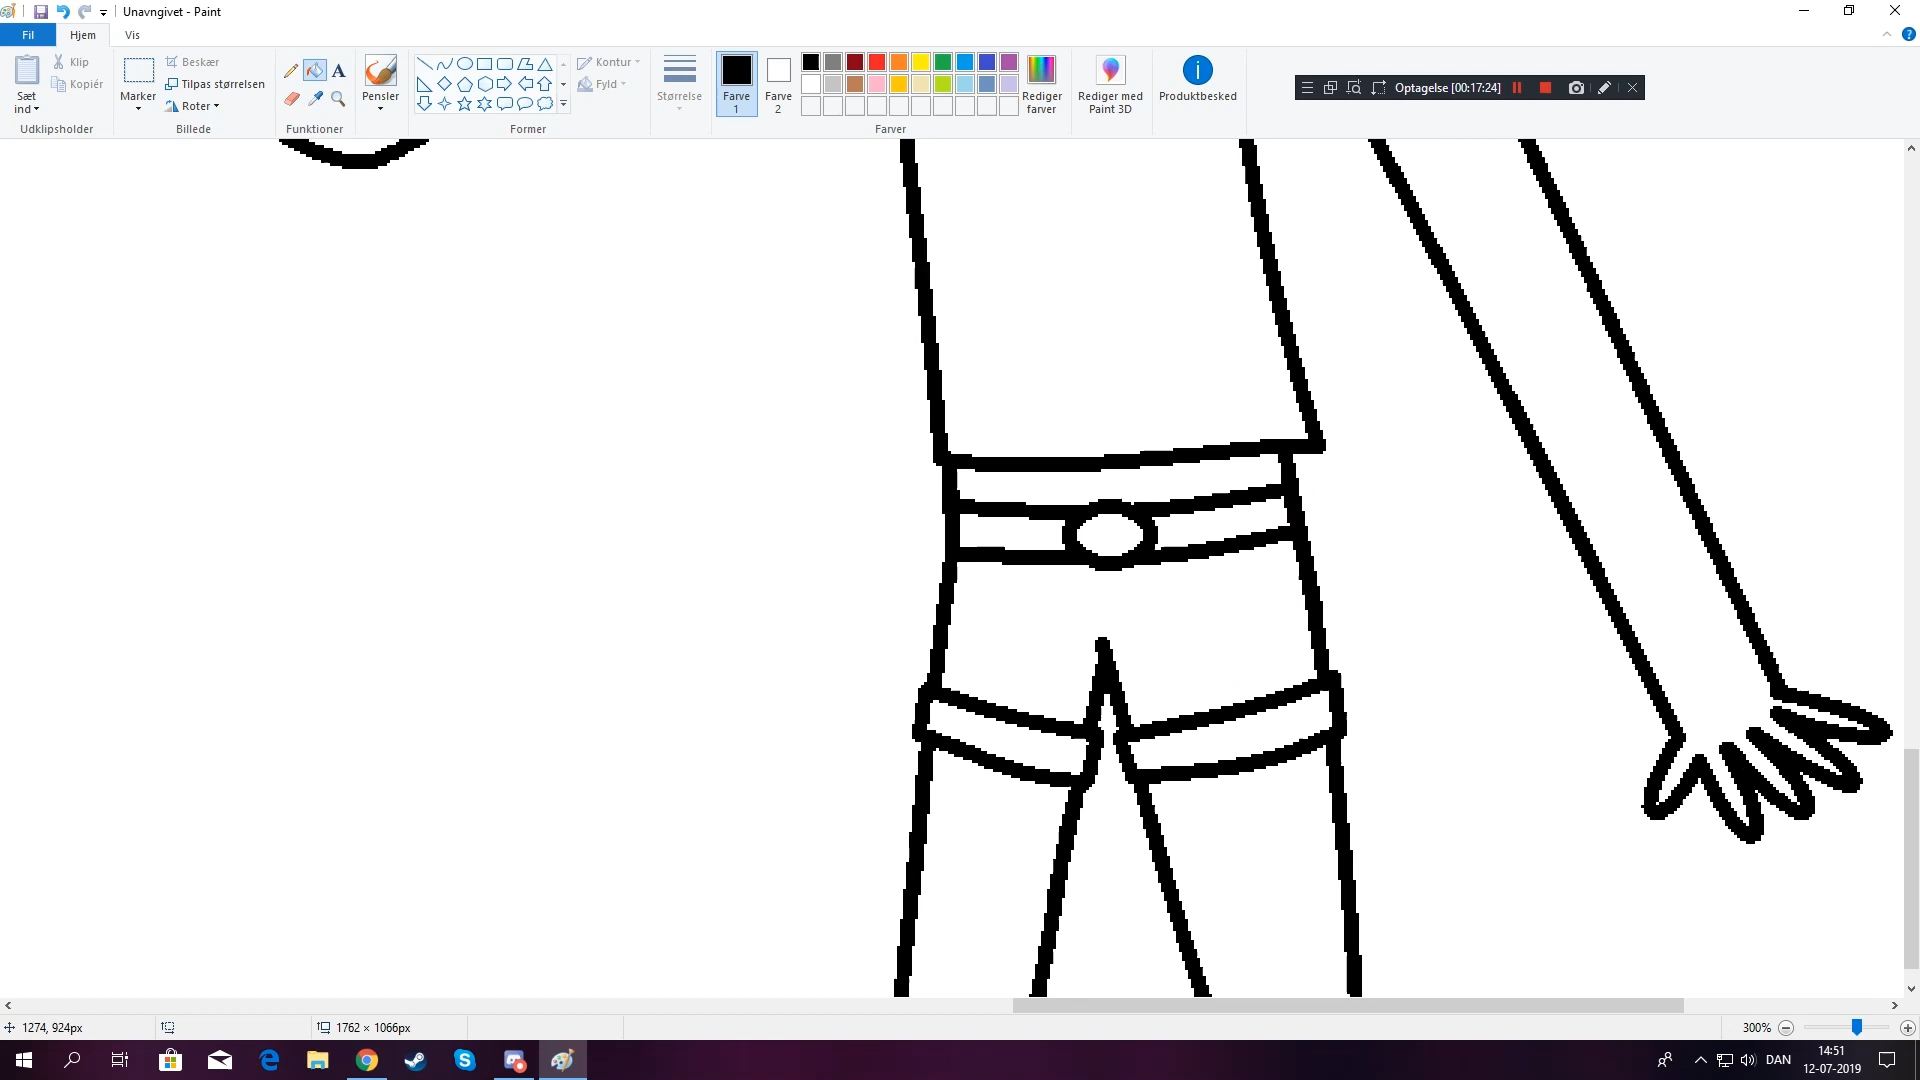 Unavngivet - Paint
Fil Hjem Vis
Sæt ind
Klip
Kopiér
Udklipsholder
Marker
Beskær
Tilpas størrelsen
Roter
Billede
A
Funktioner
Pensler
Kontur
Fyld
Former
Størrelse
Farve 1
Farve 2
Rediger farver
Farver
Rediger med Paint 3D
Produktbesked
Optagelse [00:17:24]
1274, 924px
1762 × 1066px
300%
DAN
14:51
12-07-2019